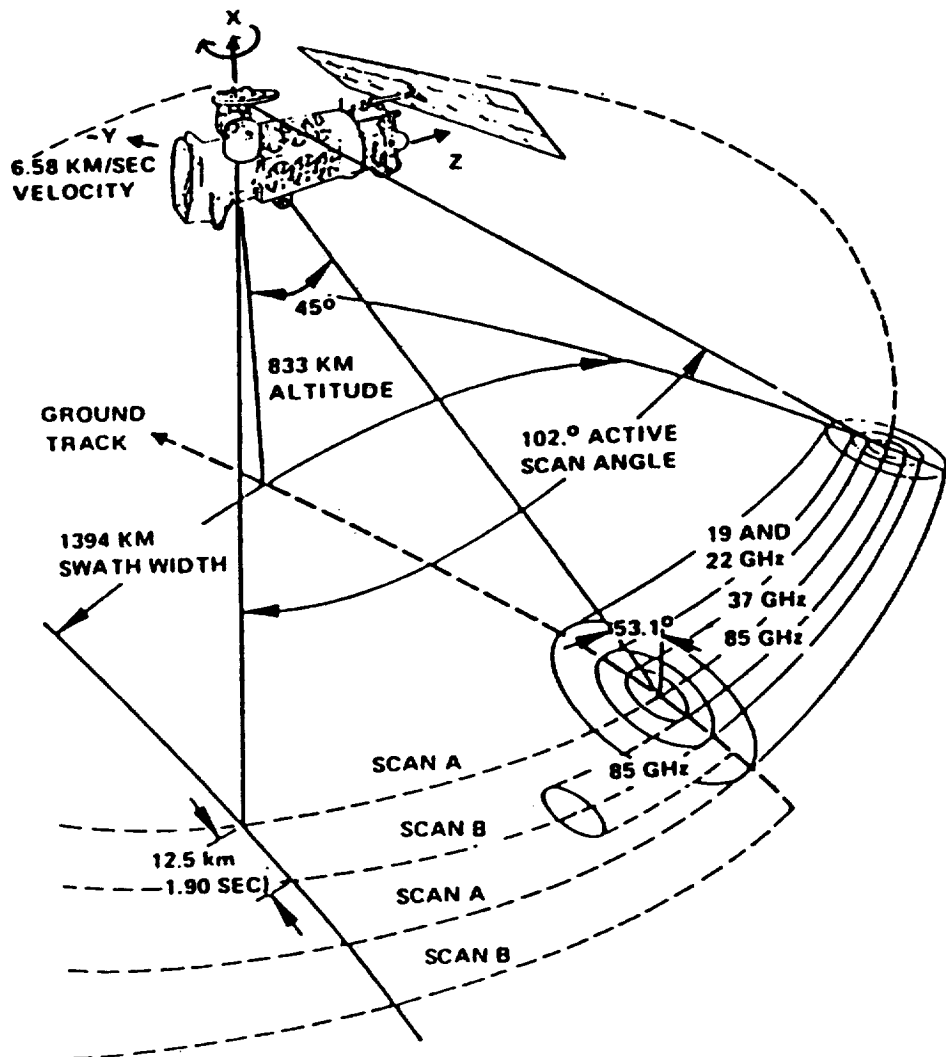 X
-Y
6.58 KM/SEC
VELOCITY
Z
45°
833 KM
ALTITUDE
GROUND
TRACK
102.° ACTIVE
SCAN ANGLE
1394 KM
SWATH WIDTH
19 AND
22 GHz
37 GHz
53.1°
85 GHz
SCAN A
85 GHz
SCAN B
12.5 km
1.90 SEC)
SCAN A
SCAN B